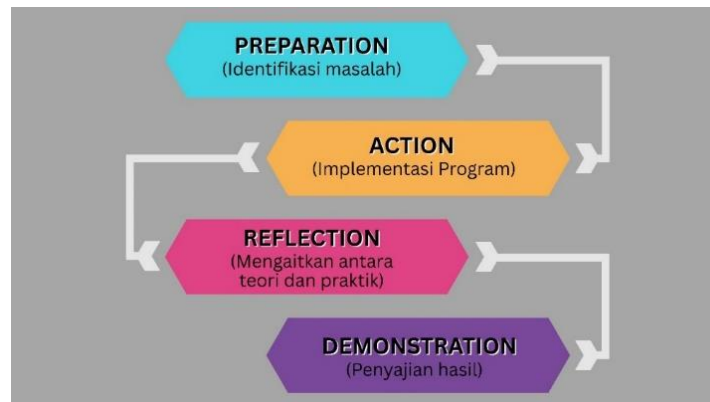 PREPARATION
(Identifikasi masalah)
ACTION
(Implementasi Program)
REFLECTION
(Mengaitkan antara
teori dan praktik)
DEMONSTRATION
(Penyajian hasil)